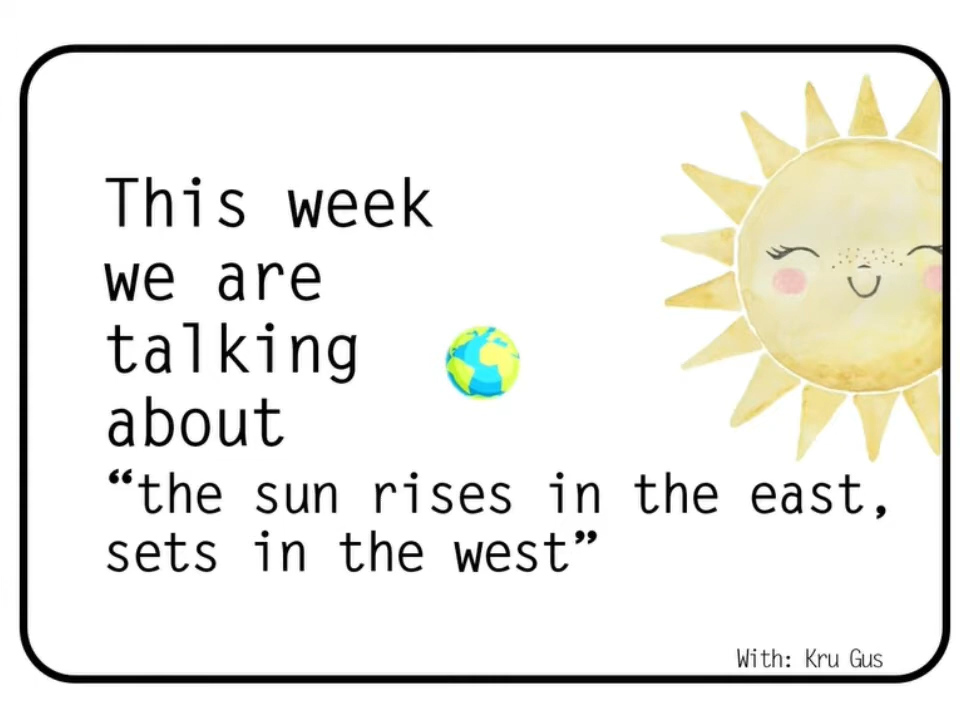 This week
we are
talking
about
“the sun rises in the east,
sets in the west”
With: Kru Gus